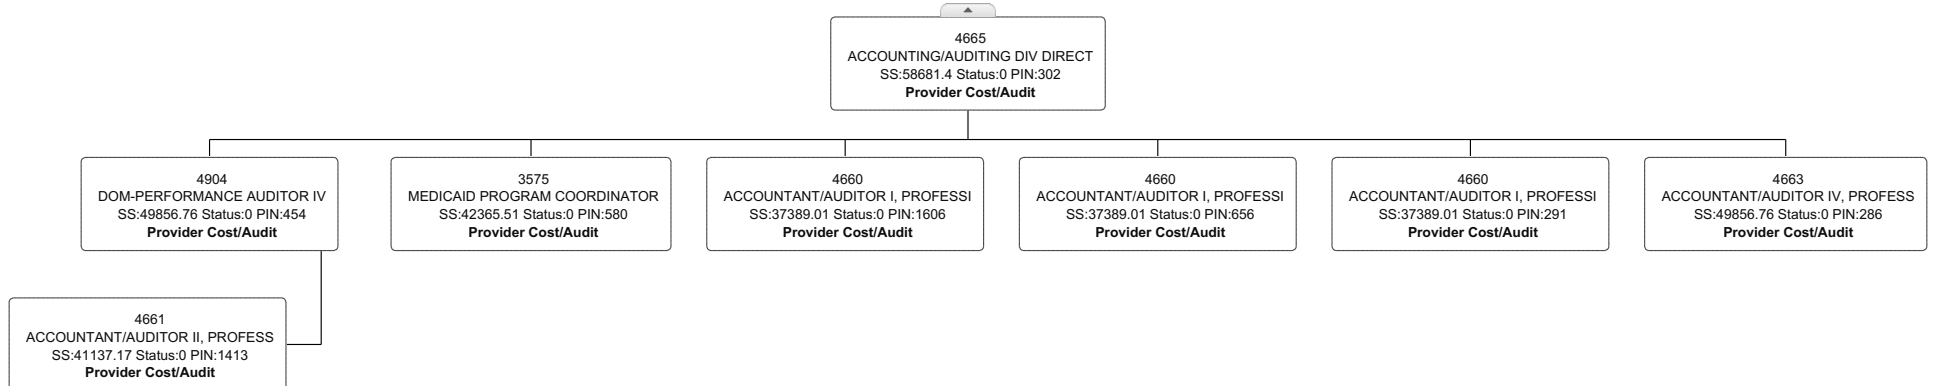 4665
ACCOUNTING/AUDITING DIV DIRECT
SS:58681.4 Status:0 PIN:302
Provider Cost/Audit
4904
DOM-PERFORMANCE AUDITOR IV
SS:49856.76 Status:0 PIN:454
Provider Cost/Audit
3575
MEDICAID PROGRAM COORDINATOR
SS:42365.51 Status:0 PIN:580
Provider Cost/Audit
4660
ACCOUNTANT/AUDITOR I, PROFESSI
SS:37389.01 Status:0 PIN:1606
Provider Cost/Audit
4660
ACCOUNTANT/AUDITOR I, PROFESSI
SS:37389.01 Status:0 PIN:656
Provider Cost/Audit
4660
ACCOUNTANT/AUDITOR I, PROFESSI
SS:37389.01 Status:0 PIN:291
Provider Cost/Audit
4663
ACCOUNTANT/AUDITOR IV, PROFESS
SS:49856.76 Status:0 PIN:286
Provider Cost/Audit
4661
ACCOUNTANT/AUDITOR II, PROFESS
SS:41137.17 Status:0 PIN:1413
Provider Cost/Audit